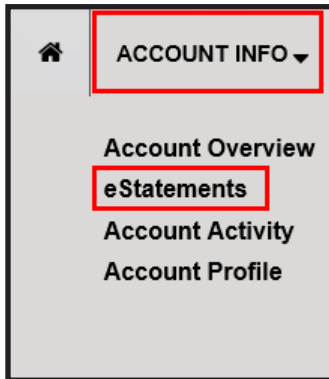 ACCOUNT INFO
Account Overview
eStatements
Account Activity
Account Profile